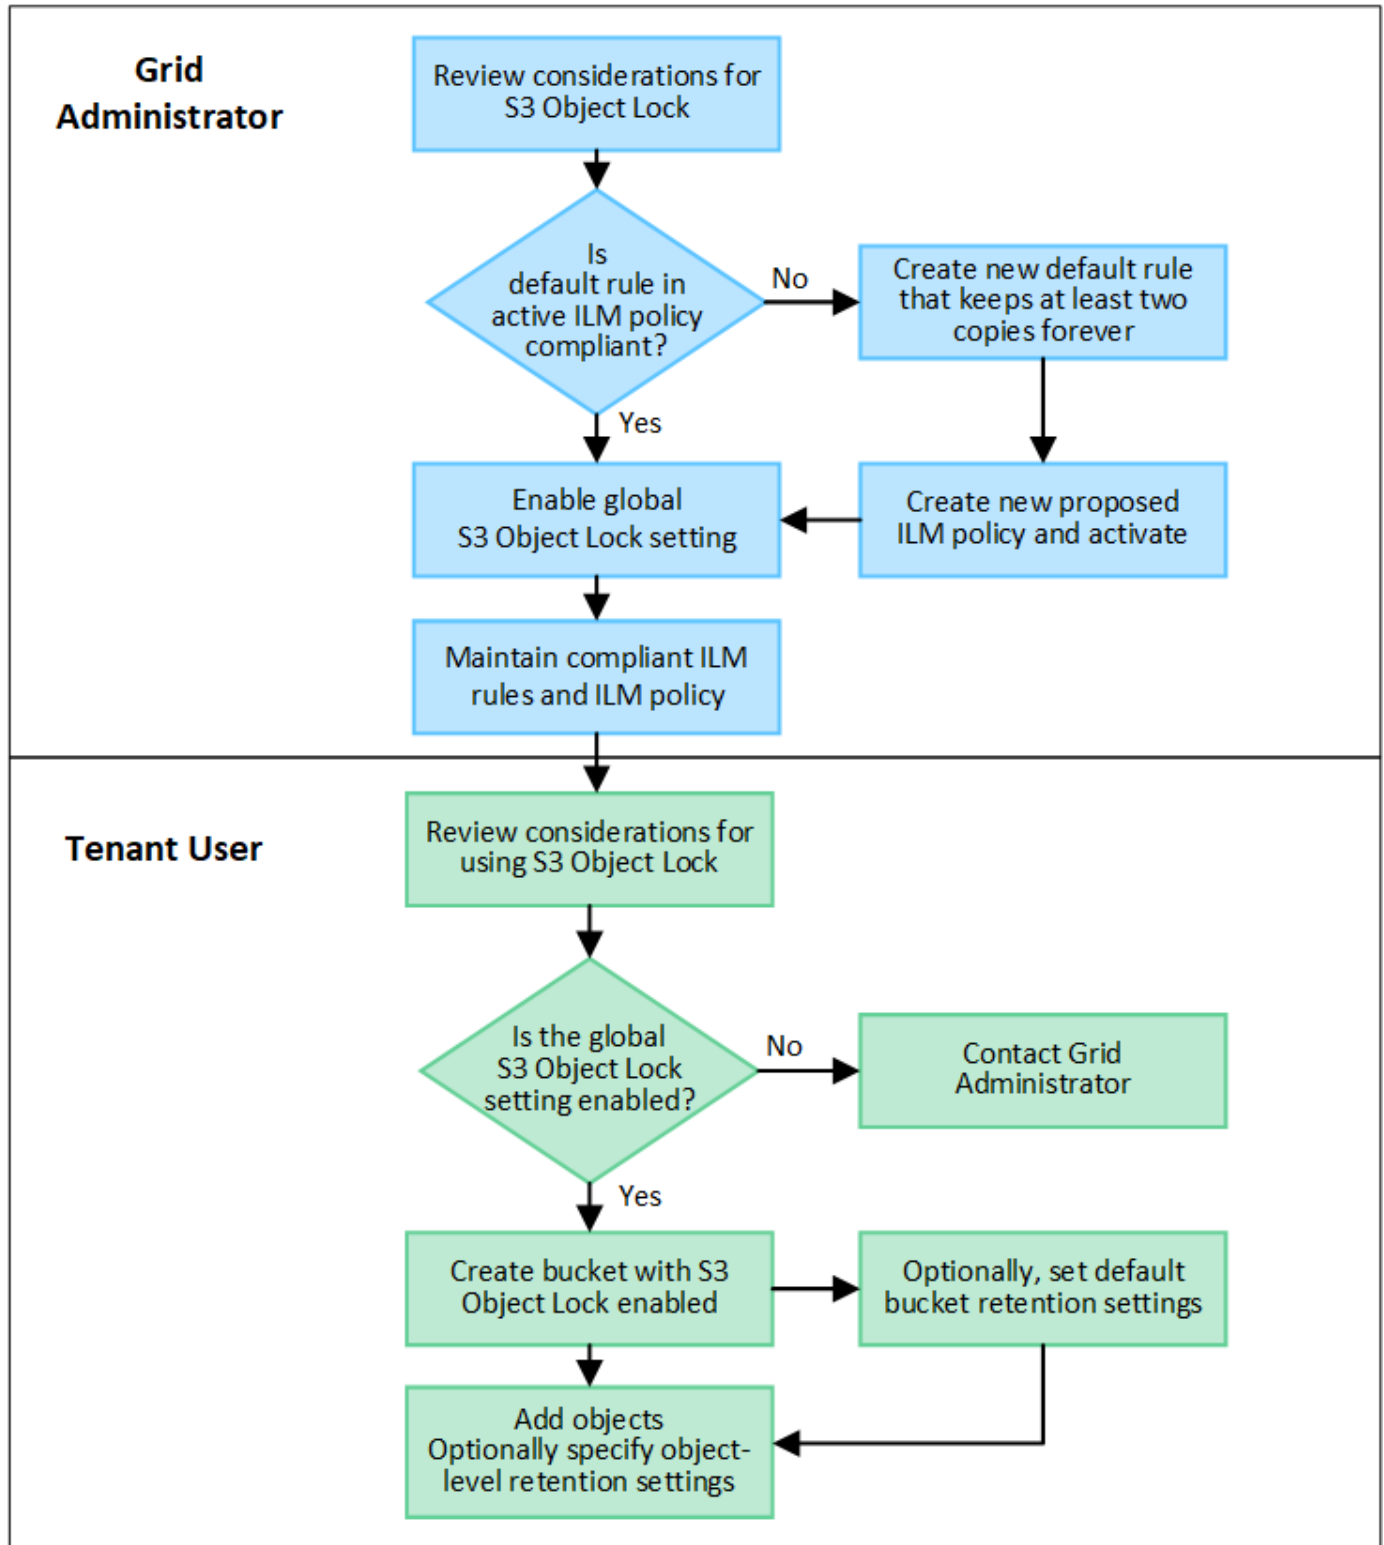 Grid
Administrator
Review considerations for
S3 Object Lock
Is
default rule in
active ILM policy
compliant?
No
Create new default rule
that keeps at least two
copies forever
Yes
Enable global
S3 Object Lock setting
Create new proposed
ILM policy and activate
Maintain compliant ILM
rules and ILM policy
Tenant User
Review considerations for
using S3 Object Lock
Is the global
S3 Object Lock
setting enabled?
No
Contact Grid
Administrator
Yes
Create bucket with S3
Object Lock enabled
Optionally, set default
bucket retention settings
Add objects
Optionally specify object-
level retention settings